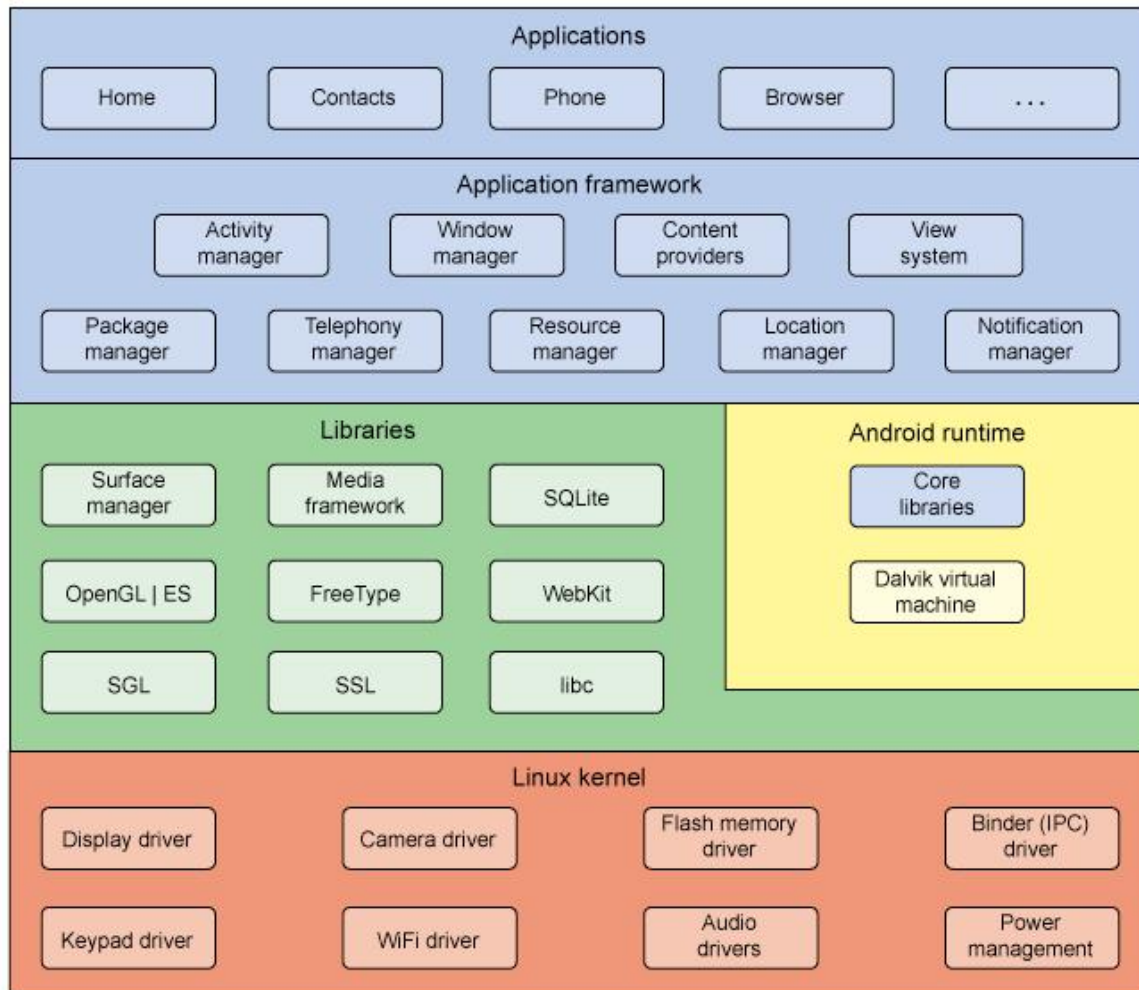 Applications
Home
Contacts
Phone
Browser
...
Application framework
Activity
manager
Window
manager
Content
providers
View
system
Package
manager
Telephony
manager
Resource
manager
Location
manager
Notification
manager
Libraries
Android runtime
Surface
manager
Media
framework
SQLite
Core
libraries
OpenGL | ES
FreeType
WebKit
Dalvik virtual
machine
SGL
SSL
libc
Linux kernel
Display driver
Camera driver
Flash memory
driver
Binder (IPC)
driver
Keypad driver
WiFi driver
Audio
drivers
Power
management